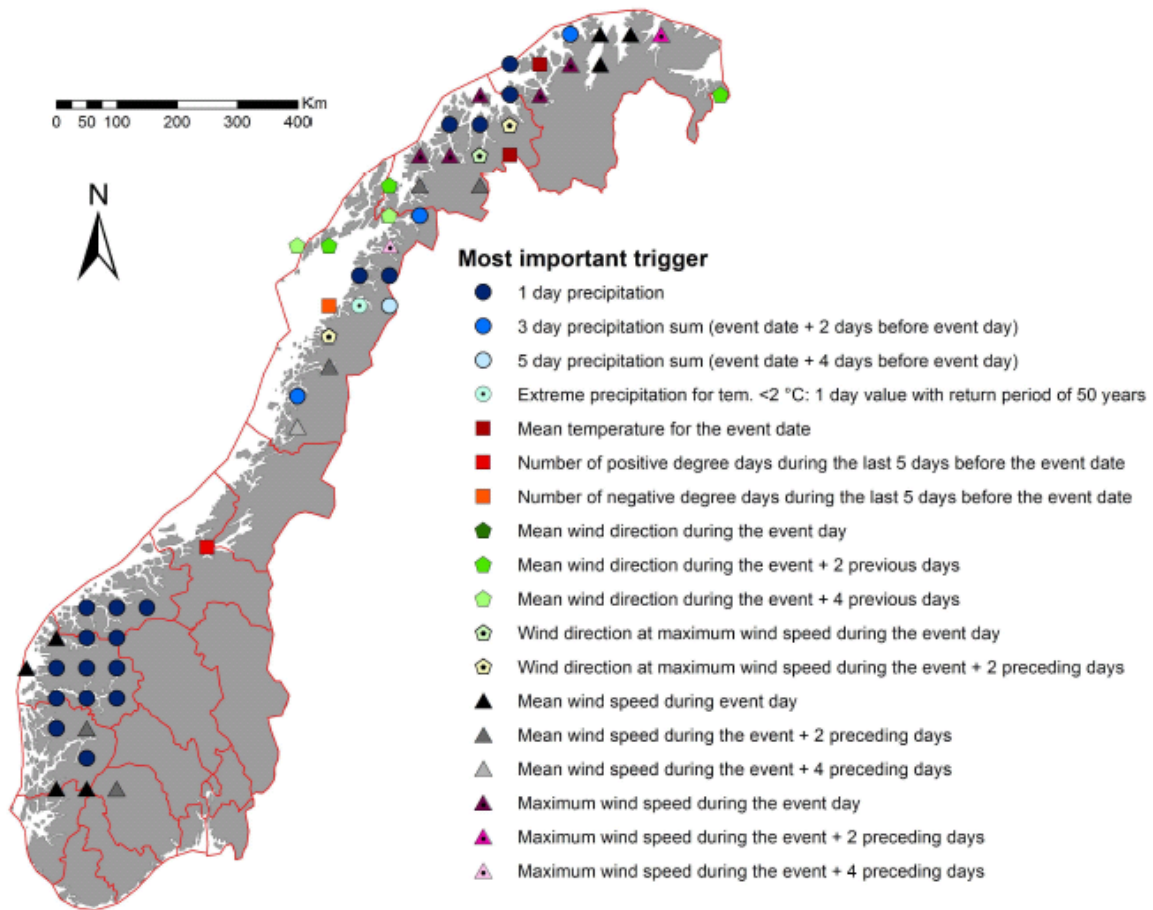 Km
0 50 100 200 300 400
N
Most important trigger
1 day precipitation
3 day precipitation sum (event date + 2 days before event day)
5 day precipitation sum (event date + 4 days before event day)
Extreme precipitation for tem. <2 °C: 1 day value with return period of 50 years
Mean temperature for the event date
Number of positive degree days during the last 5 days before the event date
Number of negative degree days during the last 5 days before the event date
Mean wind direction during the event day
Mean wind direction during the event + 2 previous days
Mean wind direction during the event + 4 previous days
Wind direction at maximum wind speed during the event day
Wind direction at maximum wind speed during the event + 2 preceding days
Mean wind speed during event day
Mean wind speed during the event + 2 preceding days
Mean wind speed during the event + 4 preceding days
Maximum wind speed during the event day
Maximum wind speed during the event + 2 preceding days
Maximum wind speed during the event + 4 preceding days